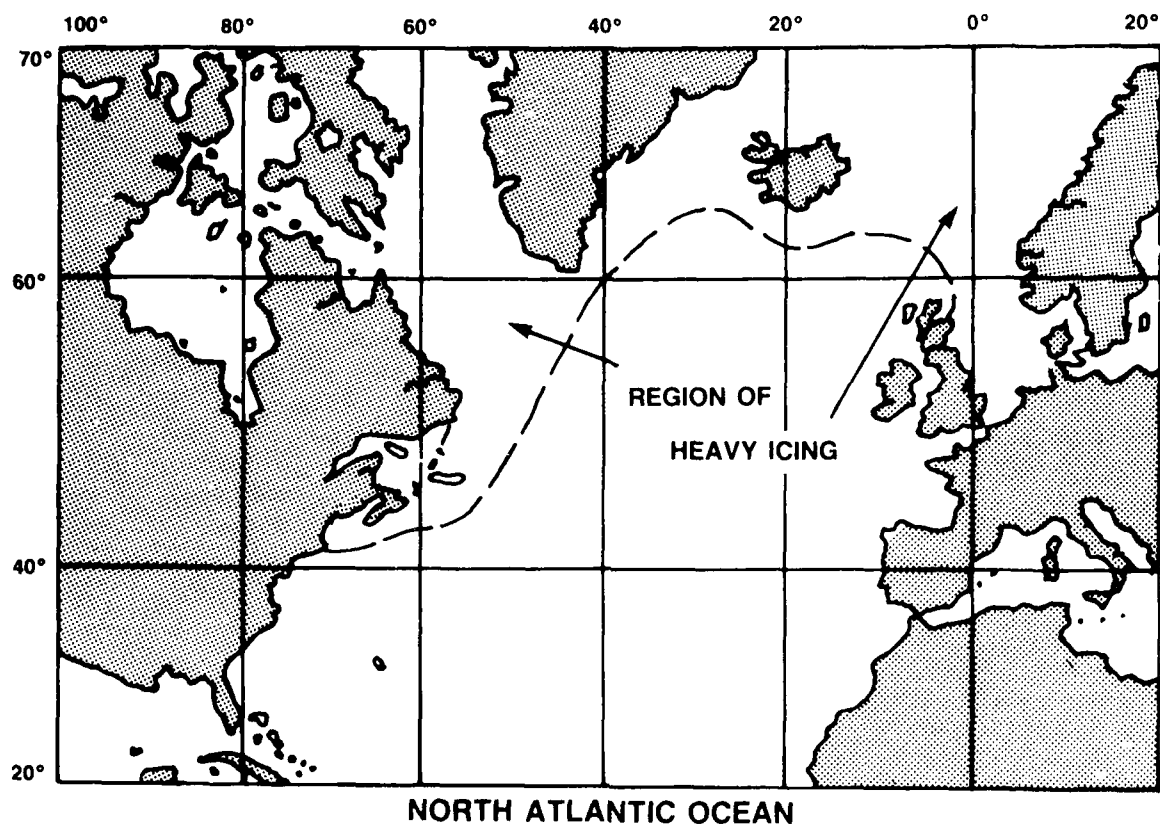 100° 80° 60° 40° 20° 0° 20°
70°
60°
REGION OF
HEAVY ICING
40°
20°
NORTH ATLANTIC OCEAN